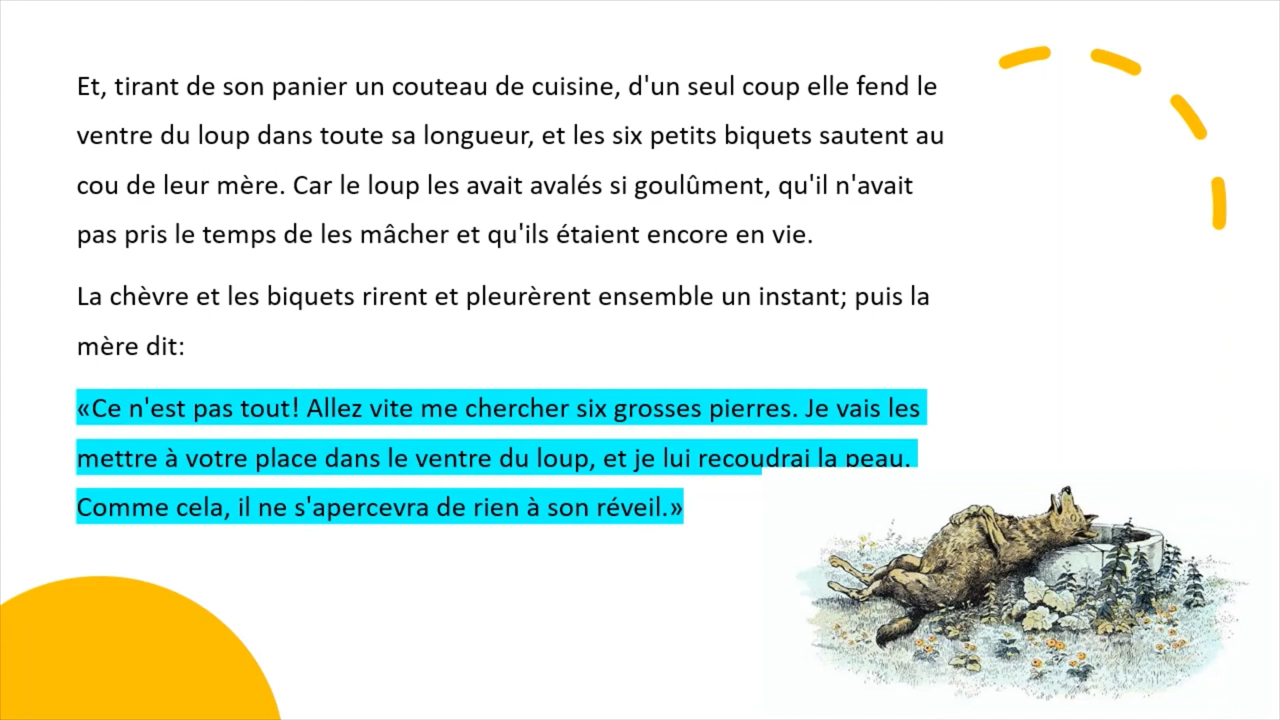 Et, tirant de son panier un couteau de cuisine, d'un seul coup elle fend le
ventre du loup dans toute sa longueur, et les six petits biquets sautent au
cou de leur mère. Car le loup les avait avalés si goulûment, qu'il n'avait
pas pris le temps de les mâcher et qu'ils étaient encore en vie.
La chèvre et les biquets rirent et pleurèrent ensemble un instant; puis la
mère dit:
«Ce n'est pas tout! Allez vite me chercher six grosses pierres. Je vais les
mettre à votre place dans le ventre du loup, et je lui recoudrai la peau.
Comme cela, il ne s'apercevra de rien à son réveil.»